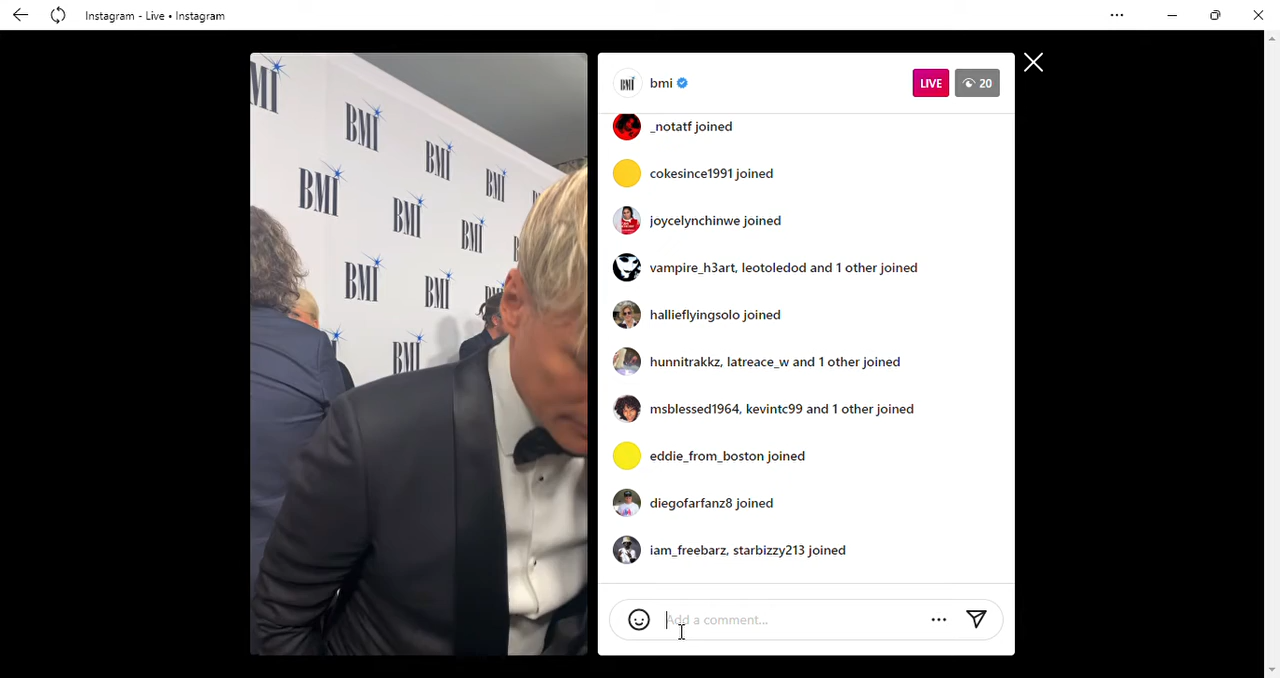 Instagram - Live • Instagram
BMI
BMI
BMI
BMI
BMI
BMI
BMI
BMI
BMI
BMI
BMI bmi
LIVE 20
_notatf joined
cokesince1991 joined
joycelynchinwe joined
vampire_h3art, leotoledod and 1 other joined
hallieflyingsolo joined
hunnitrakkz, latreace_w and 1 other joined
msblessed1964, kevintc99 and 1 other joined
eddie_from_boston joined
diegofarfanz8 joined
iam_freebarz, starbizzy213 joined
Add a comment...